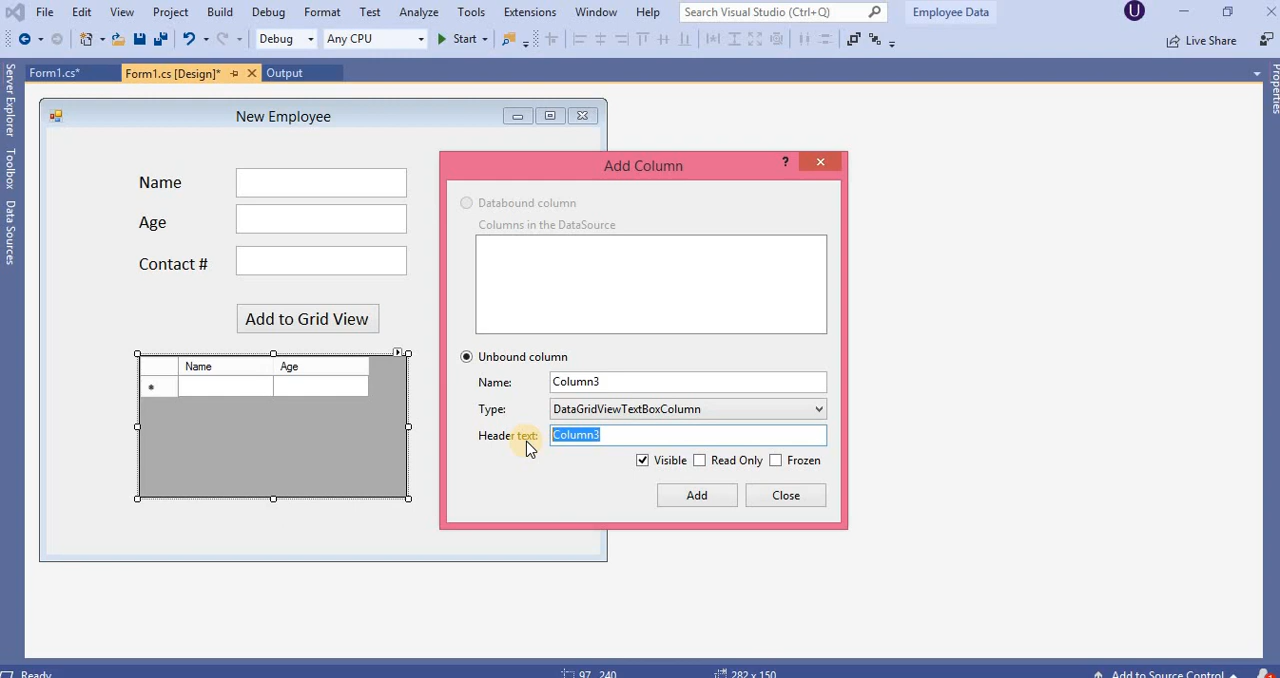 File Edit View Project Build Debug Format Test Analyze Tools Extensions Window Help Search Visual Studio (Ctrl+Q) Employee Data U
Debug Any CPU Start Live Share
Form1.cs* Form1.cs [Design]* Output
Server Explorer
Toolbox
Data Sources
Properties
New Employee
Name
Age
Contact #
Add to Grid View
Name Age
Add Column ?
Databound column
Columns in the DataSource
Unbound column
Name: Column3
Type: DataGridViewTextBoxColumn
Header text: Column3
Visible Read Only Frozen
Add Close
Ready 97, 240 282 x 150 Add to Source Control